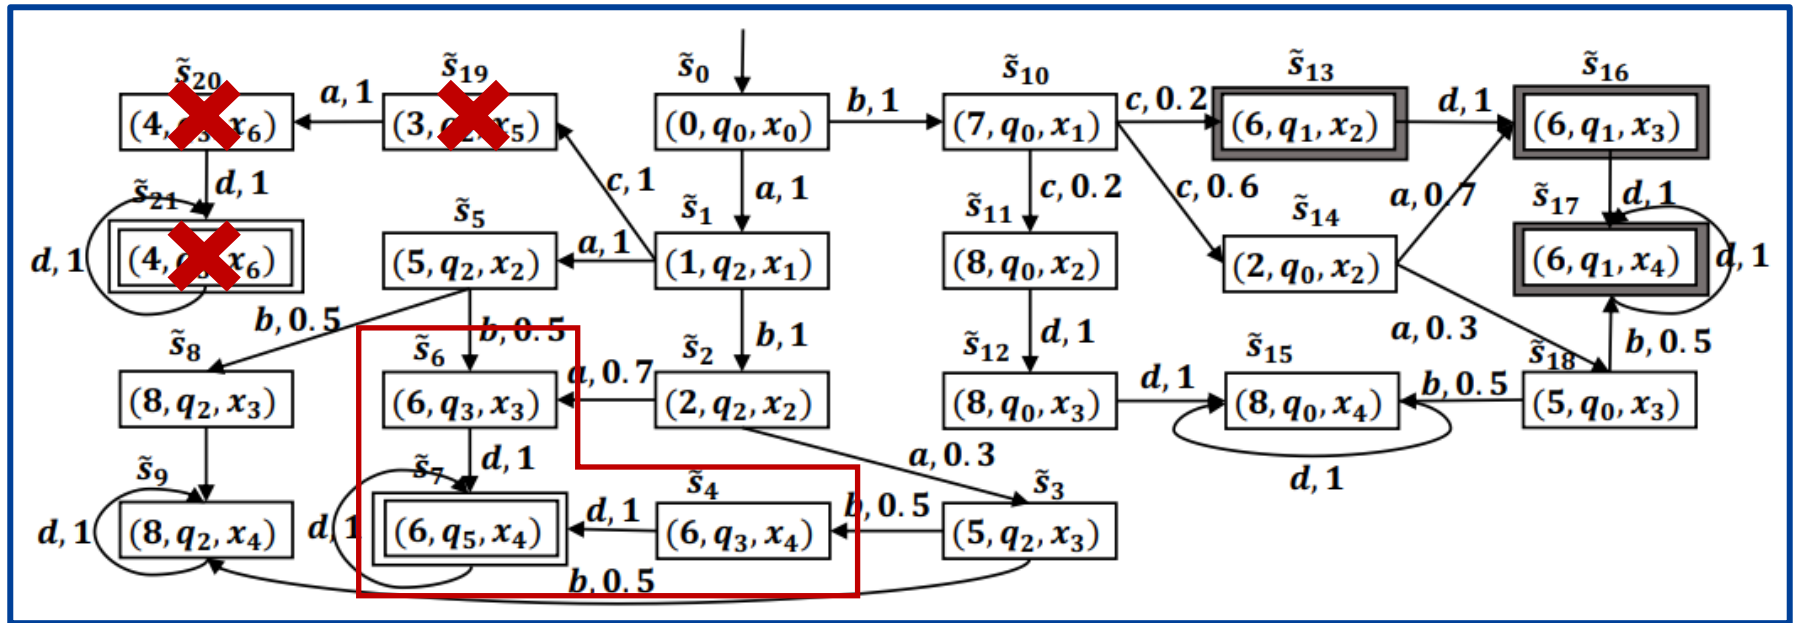 s̃₂₀ s̃₁₉ s̃₀ s̃₁₀ s̃₁₃ s̃₁₆
(4, x₆) a, 1 (3, x₅) (0, q₀, x₀) b, 1 (7, q₀, x₁) c, 0.2 (6, q₁, x₂) d, 1 (6, q₁, x₃)
d, 1 c, 1 a, 1 c, 0.2 c, 0.6 a, 0.7 d, 1
s̃₂₁ s̃₅ s̃₁ s̃₁₁ s̃₁₄ s̃₁₇
d, 1 (4, x₆) (5, q₂, x₂) a, 1 (1, q₂, x₁) (8, q₀, x₂) (2, q₀, x₂) (6, q₁, x₄) d, 1
b, 0.5 b, 0.5 b, 1 d, 1 a, 0.3 b, 0.5
s̃₈ s̃₆ s̃₂ s̃₁₂ s̃₁₅ s̃₁₈
(8, q₂, x₃) (6, q₃, x₃) a, 0.7 (2, q₂, x₂) (8, q₀, x₃) d, 1 (8, q₀, x₄) b, 0.5 (5, q₀, x₃)
d, 1 a, 0.3 d, 1
s̃₉ s̃₇ s̃₄ s̃₃
d, 1 (8, q₂, x₄) d, 1 (6, q₅, x₄) d, 1 (6, q₃, x₄) b, 0.5 (5, q₂, x₃)
b, 0.5